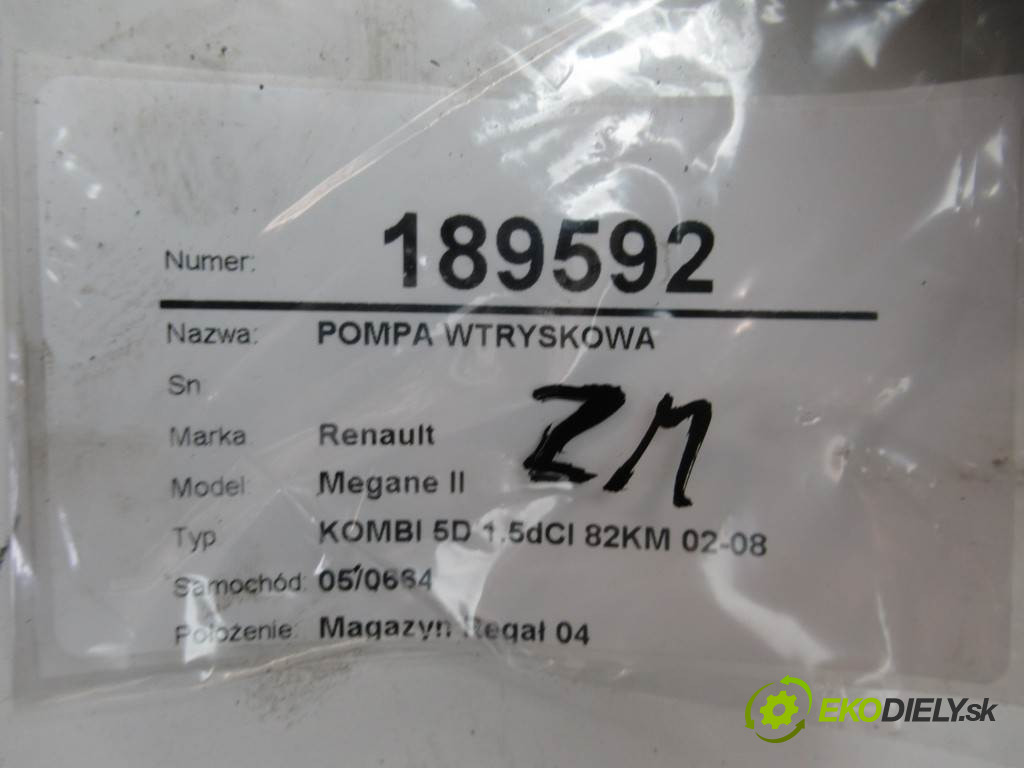 Numer: 189592
Nazwa: POMPA WTRYSKOWA
Sn
ZM
Marka Renault
Model Megane II
Typ KOMBI 5D 1.5dCI 82KM 02-08
Samochód: 05/0664
Położenie: Magazyn Regał 04
EKODIELY.sk